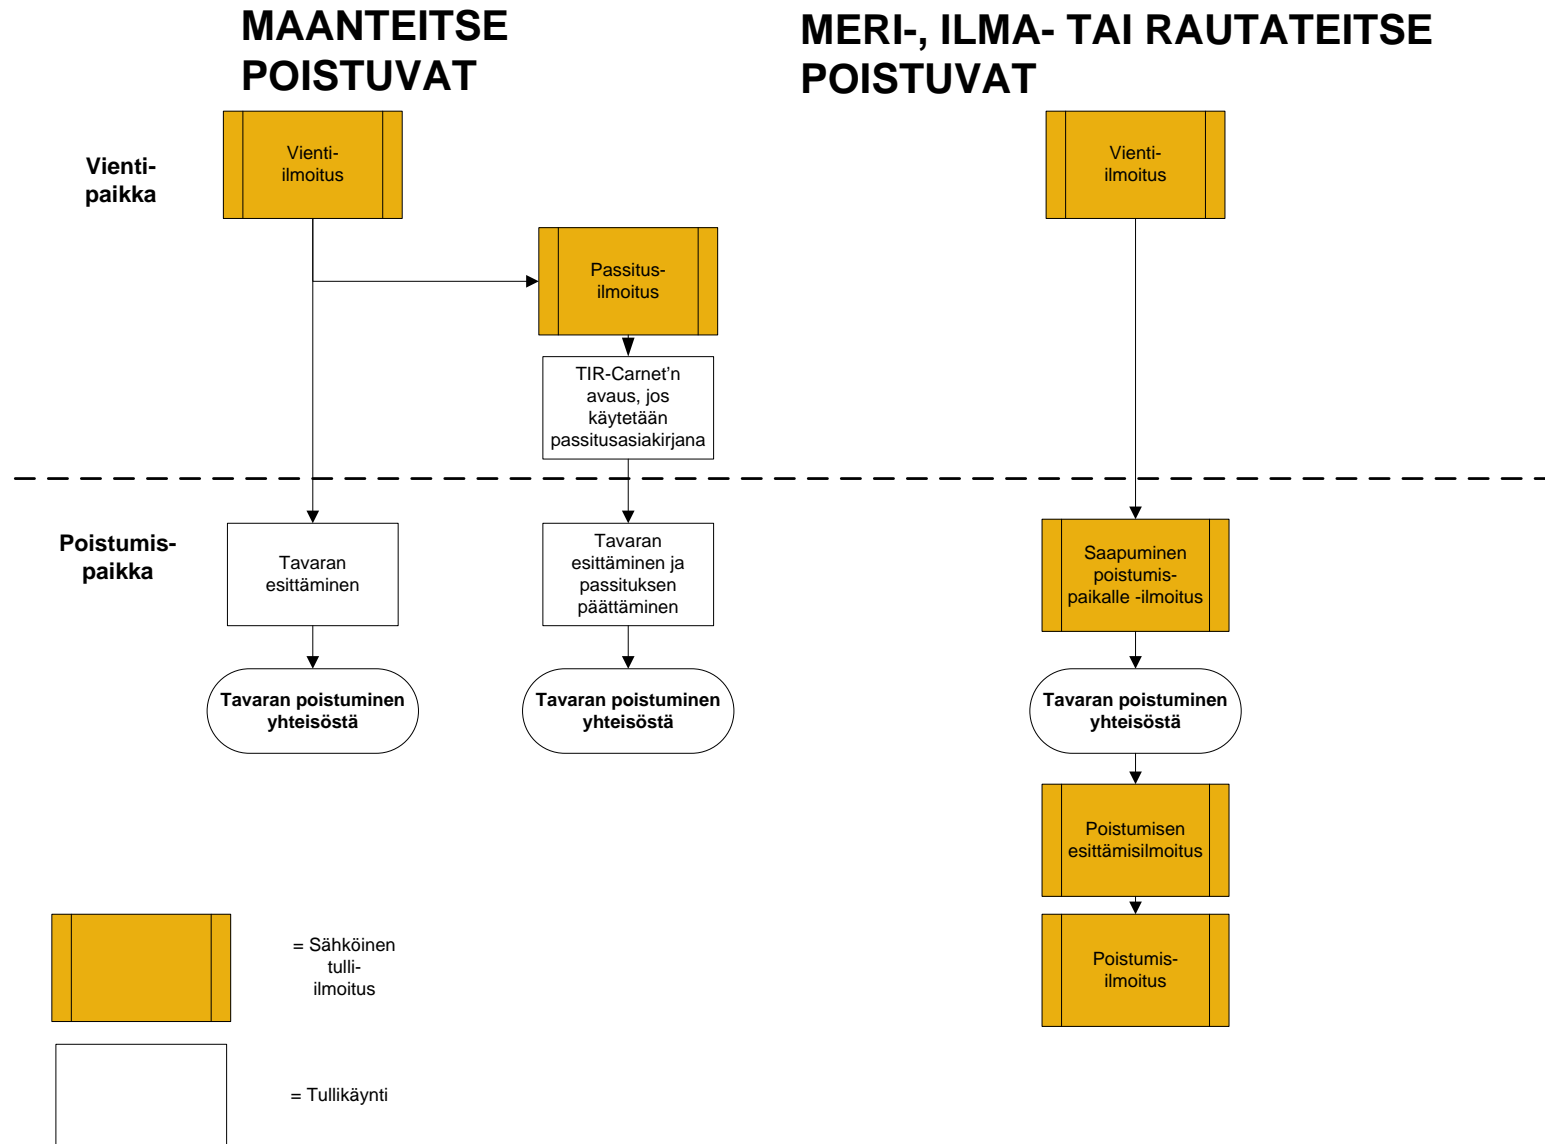 MAANTEITSE
POISTUVAT
MERI-, ILMA- TAI RAUTATEITSE
POISTUVAT
Vienti-
paikka
Vienti-
ilmoitus
Passitus-
ilmoitus
TIR-Carnet'n
avaus, jos
käytetään
passitusasiakirjana
Vienti-
ilmoitus
Poistumis-
paikka
Tavaran
esittäminen
Tavaran poistuminen
yhteisöstä
Tavaran
esittäminen ja
passituksen
päättäminen
Tavaran poistuminen
yhteisöstä
Saapuminen
poistumis-
paikalle -ilmoitus
Tavaran poistuminen
yhteisöstä
Poistumisen
esittämisilmoitus
Poistumis-
ilmoitus
= Sähköinen
tulli-
ilmoitus
= Tullikäynti